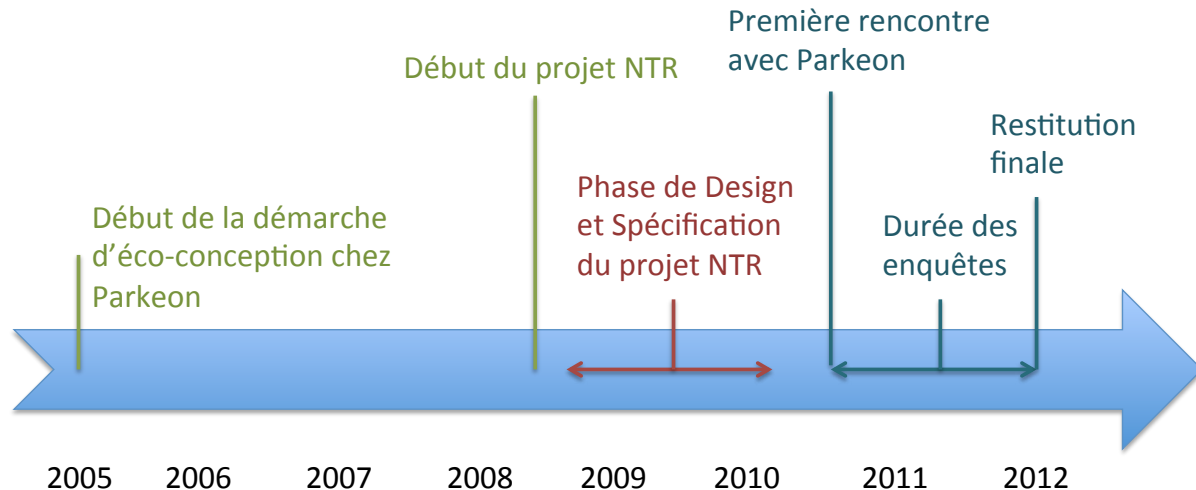 Première rencontre
avec Parkeon
Début du projet NTR
Restitution
finale
Phase de Design
et Spécification
du projet NTR
Début de la démarche
d’éco-conception chez
Parkeon
Durée des
enquêtes
2005 2006 2007 2008 2009 2010 2011 2012